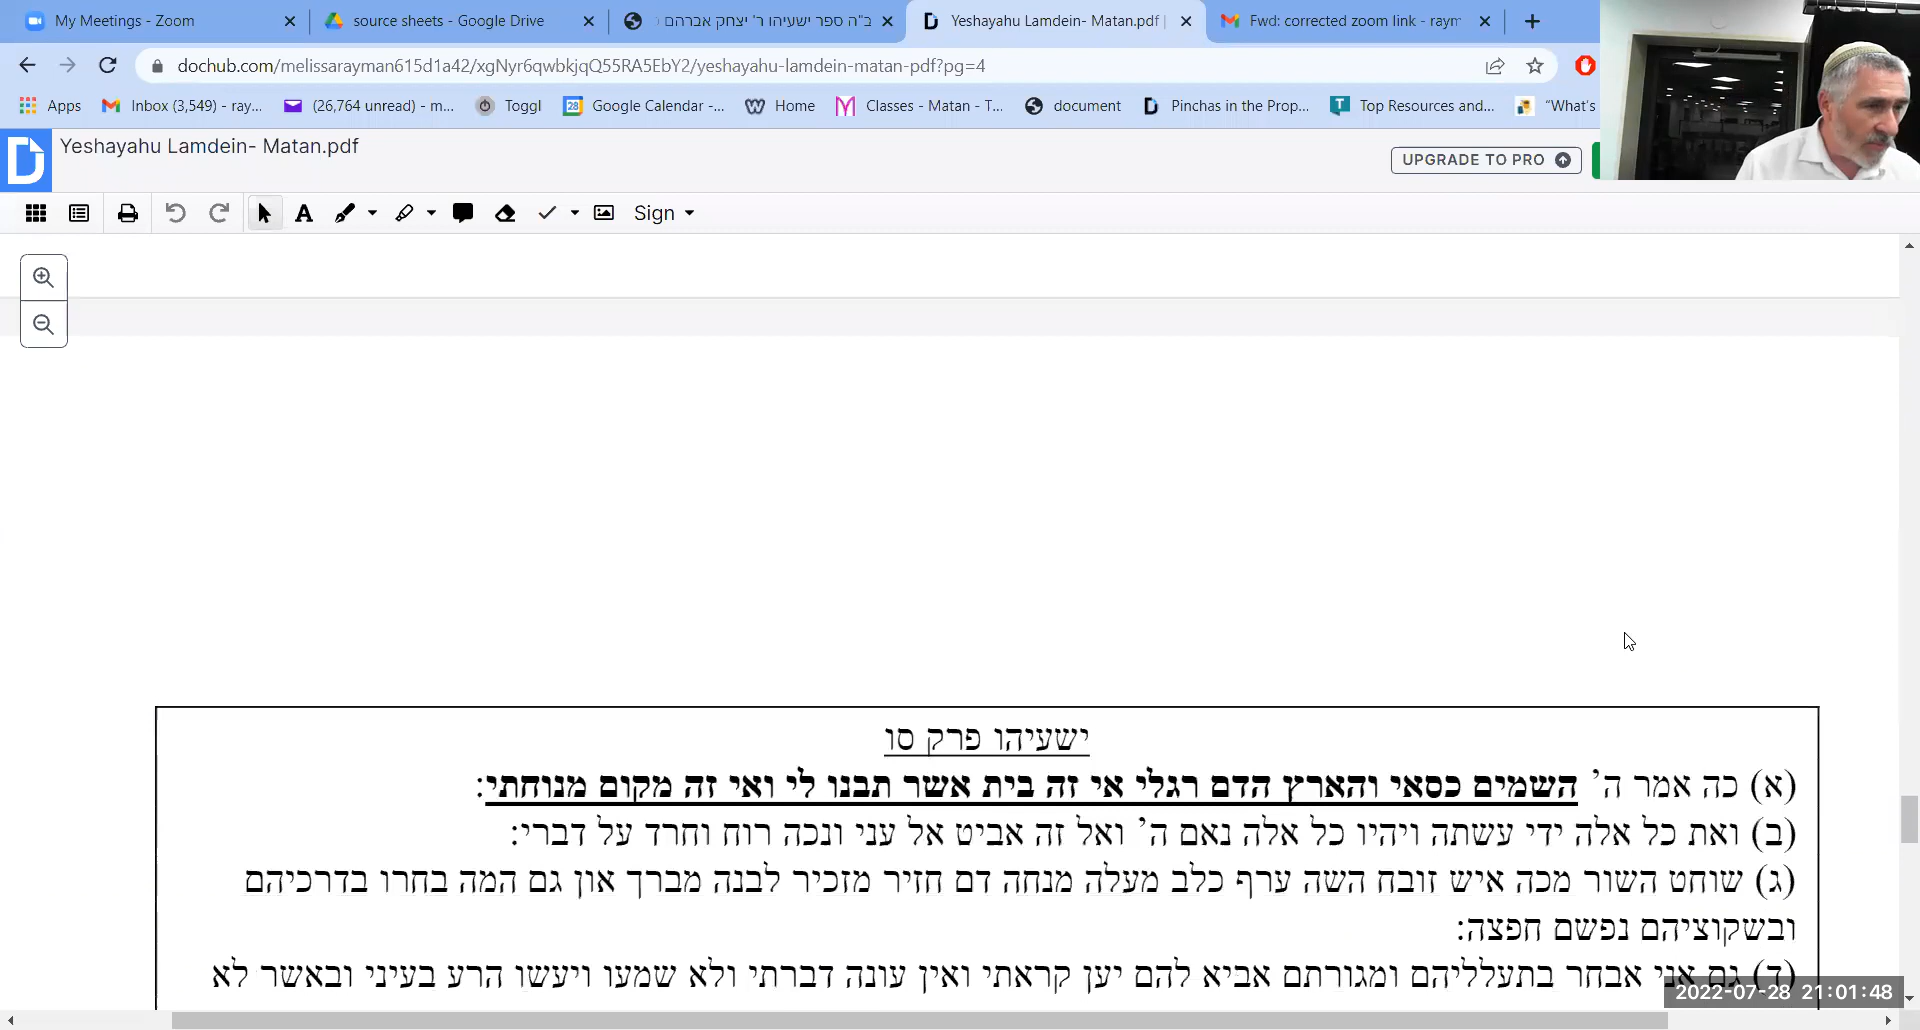 My Meetings - Zoom
source sheets - Google Drive
ב"ה ספר ישעיהו ר' יצחק אברהם
Yeshayahu Lamdein- Matan.pdf |
Fwd: corrected zoom link - raym
dochub.com/melissarayman615d1a42/xgNyr6qwbkjqQ55RA5EbY2/yeshayahu-lamdein-matan-pdf?pg=4
Apps
Inbox (3,549) - ray...
(26,764 unread) - m...
Toggl
28
Google Calendar -...
Home
Classes - Matan - T...
document
Pinchas in the Prop...
Top Resources and...
"What's
Yeshayahu Lamdein- Matan.pdf
UPGRADE TO PRO
A
Sign
ישעיהו פרק סו
(א) כה אמר ה' השמים כסאי והארץ הדם רגלי אי זה בית אשר תבנו לי ואי זה מקום מנוחתי:
(ב) ואת כל אלה ידי עשתה ויהיו כל אלה נאם ה' ואל זה אביט אל עני ונכה רוח וחרד על דברי:
(ג) שוחט השור מכה איש זובח השה ערף כלב מעלה מנחה דם חזיר מזכיר לבנה מברך און גם המה בחרו בדרכיהם
ובשקוציהם נפשם חפצה:
(ד) גם אני אבחר בתעלליהם ומגורתם אביא להם יען קראתי ואין עונה דברתי ולא שמעו ויעשו הרע בעיני ובאשר לא
2022-07-28 21:01:48